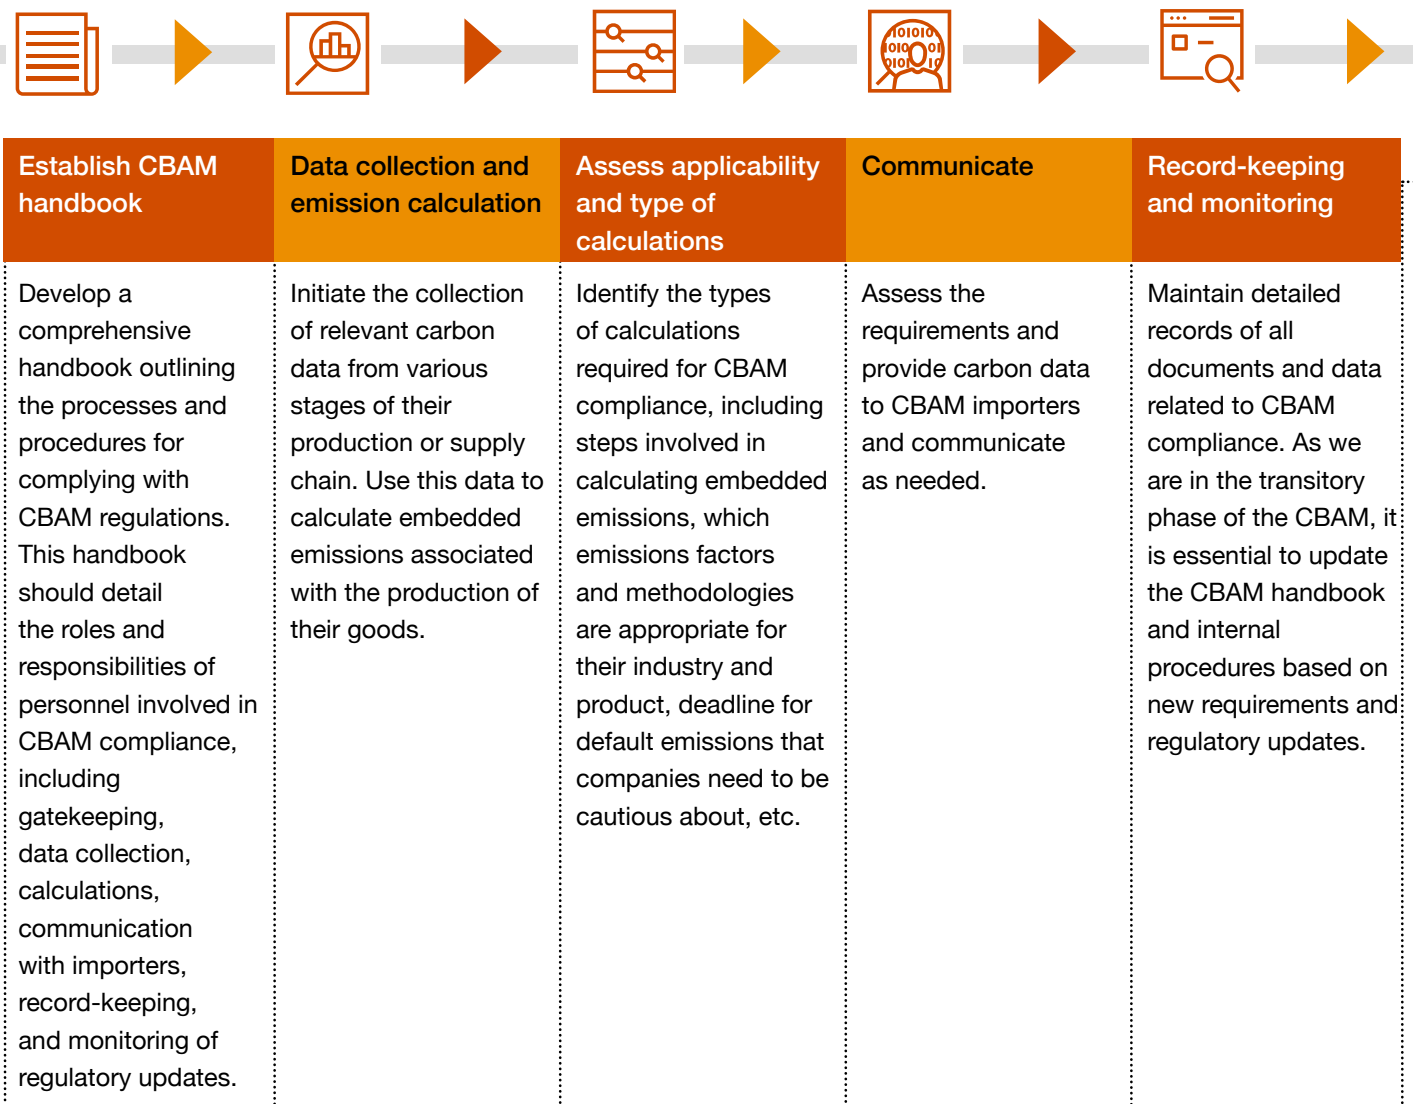 Establish CBAM
handbook
Develop a
comprehensive
handbook outlining
the processes and
procedures for
complying with
CBAM regulations.
This handbook
should detail
the roles and
responsibilities of
personnel involved in
CBAM compliance,
including
gatekeeping,
data collection,
calculations,
communication
with importers,
record-keeping,
and monitoring of
regulatory updates.
Data collection and
emission calculation
Initiate the collection
of relevant carbon
data from various
stages of their
production or supply
chain. Use this data to
calculate embedded
emissions associated
with the production of
their goods.
Assess applicability
and type of
calculations
Identify the types
of calculations
required for CBAM
compliance, including
steps involved in
calculating embedded
emissions, which
emissions factors
and methodologies
are appropriate for
their industry and
product, deadline for
default emissions that
companies need to be
cautious about, etc.
Communicate
Assess the
requirements and
provide carbon data
to CBAM importers
and communicate
as needed.
Record-keeping
and monitoring
Maintain detailed
records of all
documents and data
related to CBAM
compliance. As we
are in the transitory
phase of the CBAM, it
is essential to update
the CBAM handbook
and internal
procedures based on
new requirements and
regulatory updates.